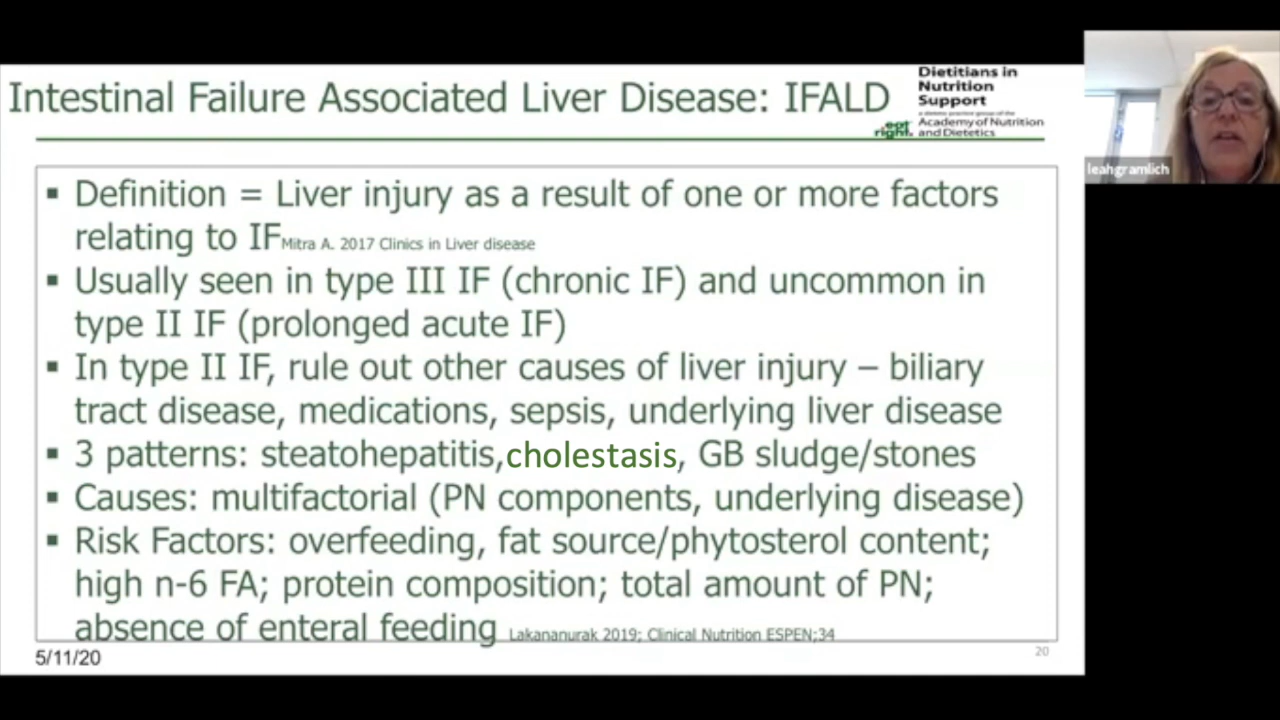 Intestinal Failure Associated Liver Disease: IFALD
Dietitians in
Nutrition
Support
a dietetic practice group of the
eat
right.
Academy of Nutrition
and Dietetics
leahgramlich
▪ Definition = Liver injury as a result of one or more factors
relating to IF Mitra A. 2017 Clinics in Liver disease
▪ Usually seen in type III IF (chronic IF) and uncommon in
type II IF (prolonged acute IF)
▪ In type II IF, rule out other causes of liver injury – biliary
tract disease, medications, sepsis, underlying liver disease
▪ 3 patterns: steatohepatitis,cholestasis, GB sludge/stones
▪ Causes: multifactorial (PN components, underlying disease)
▪ Risk Factors: overfeeding, fat source/phytosterol content;
high n-6 FA; protein composition; total amount of PN;
absence of enteral feeding Lakananurak 2019; Clinical Nutrition ESPEN;34
5/11/20
20